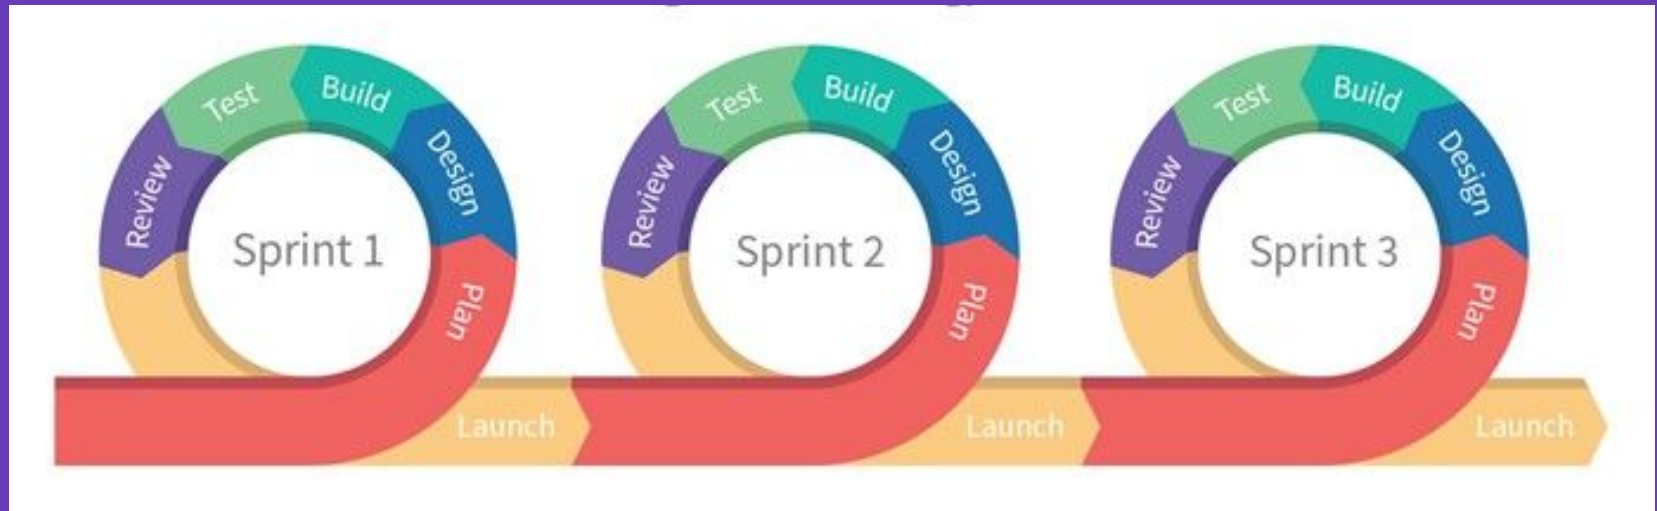 Sprint 1
Plan
Design
Build
Test
Review
Launch
Sprint 2
Plan
Design
Build
Test
Review
Launch
Sprint 3
Plan
Design
Build
Test
Review
Launch